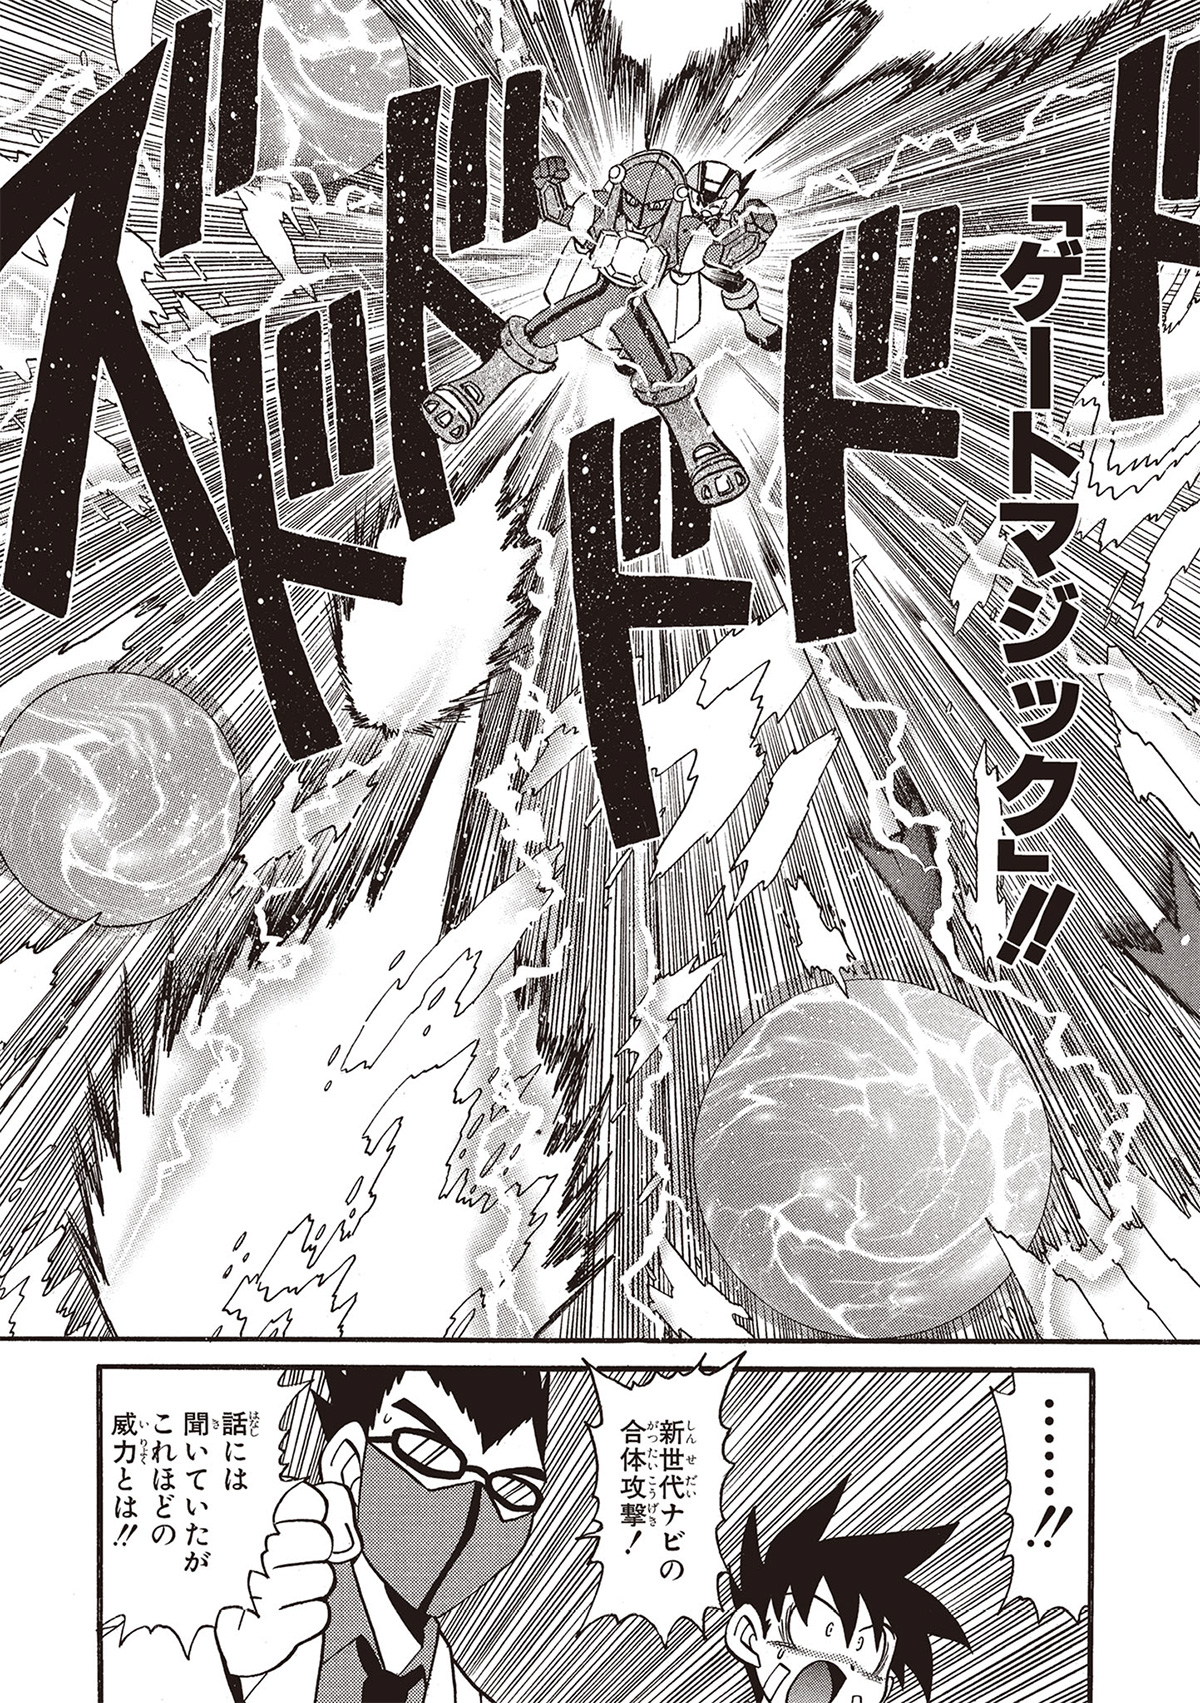 「ゲートマジック」!!
ズドドドドドド
……!!
新世代ナビの
合体攻撃!
話には
聞いていたが
これほどの
威力とは!!